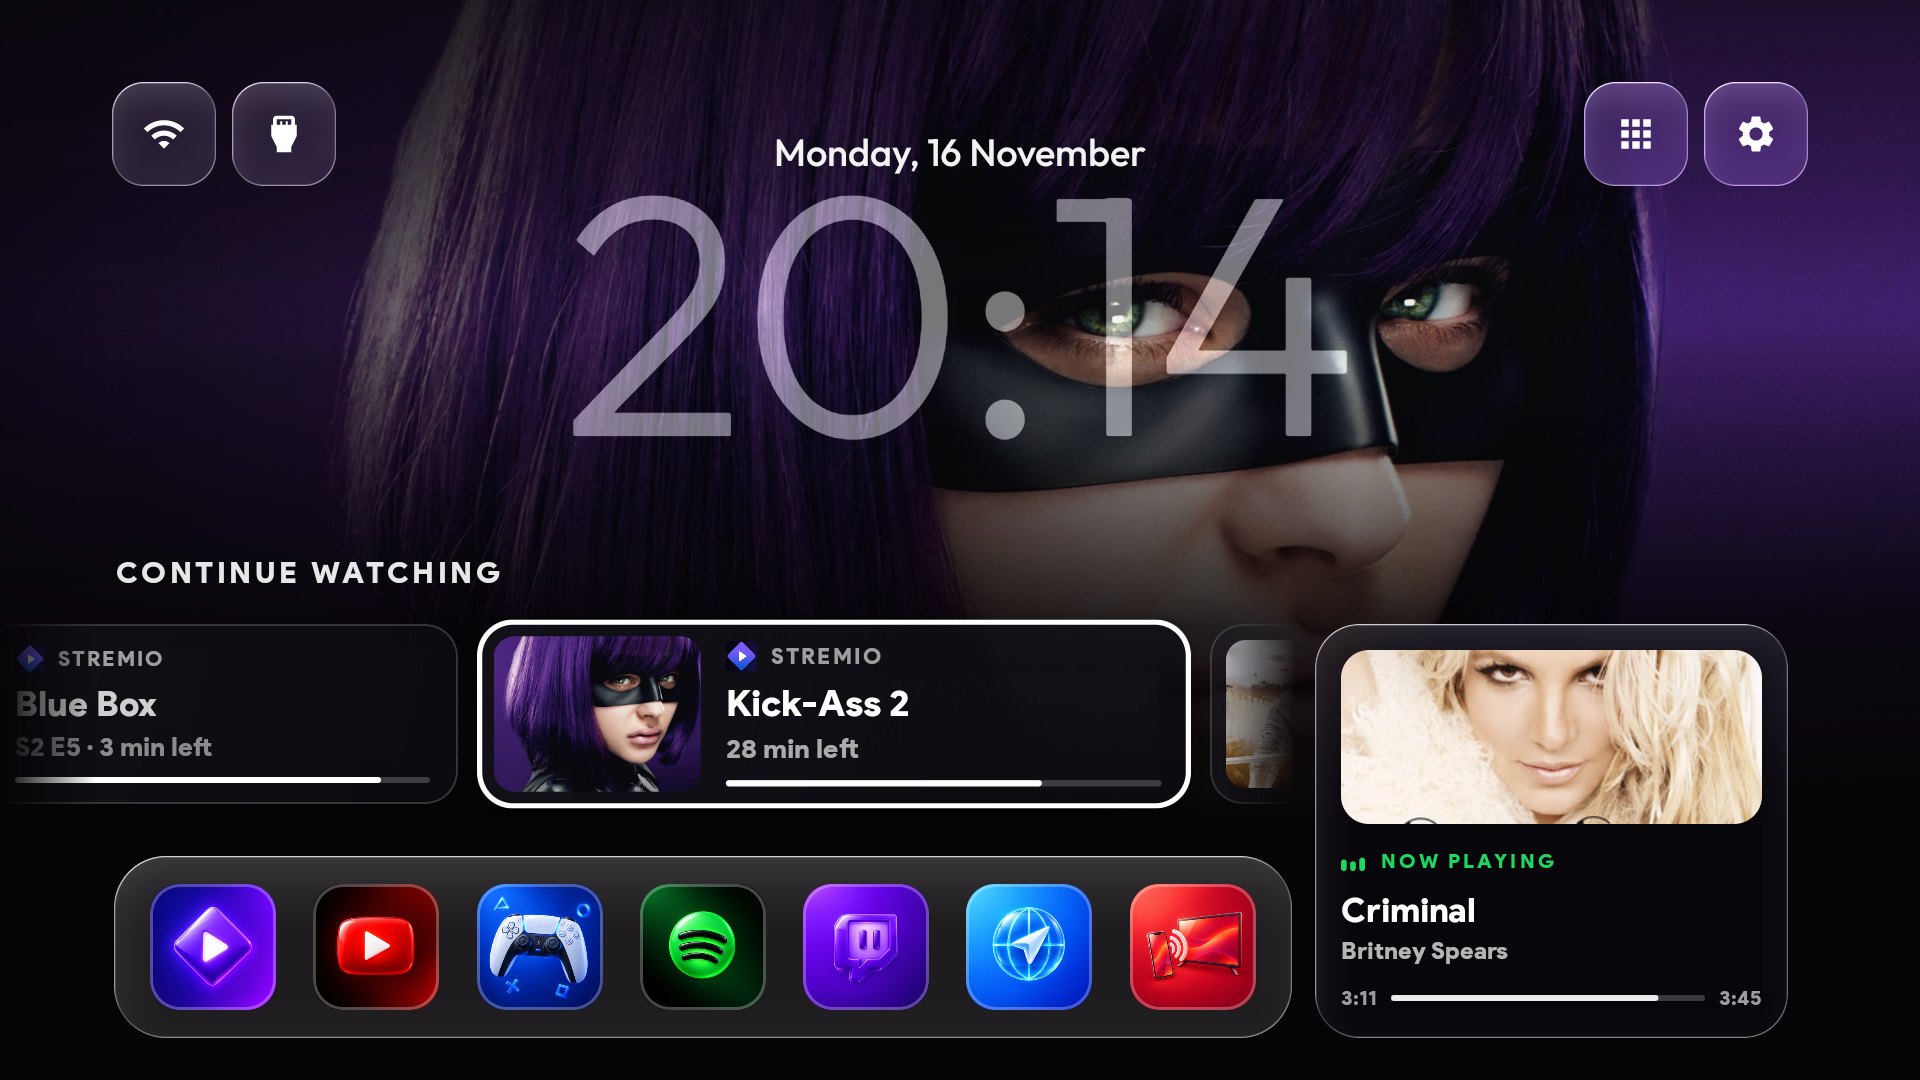 Monday, 16 November
20:14
CONTINUE WATCHING
STREMIO
Blue Box
S2 E5 · 3 min left
STREMIO
Kick-Ass 2
28 min left
NOW PLAYING
Criminal
Britney Spears
3:11
3:45